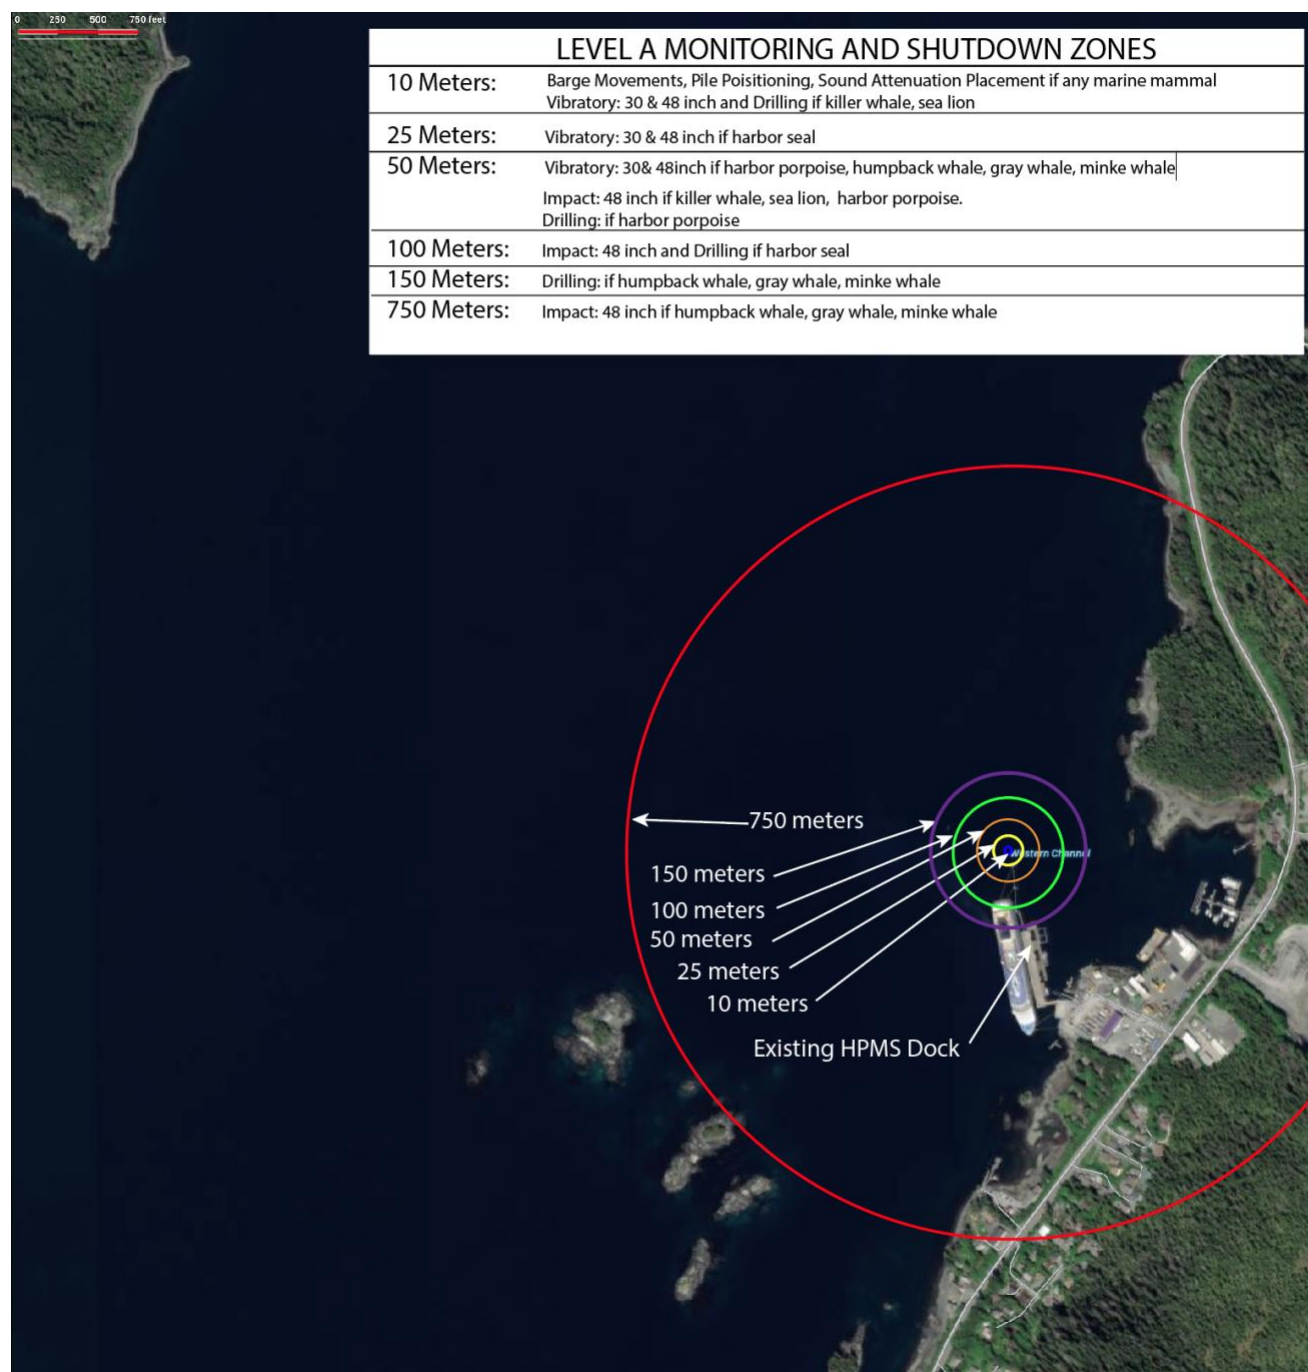 0 250 500 750 feet
LEVEL A MONITORING AND SHUTDOWN ZONES
10 Meters: Barge Movements, Pile Poisitioning, Sound Attenuation Placement if any marine mammal
Vibratory: 30 & 48 inch and Drilling if killer whale, sea lion
25 Meters: Vibratory: 30 & 48 inch if harbor seal
50 Meters: Vibratory: 30& 48inch if harbor porpoise, humpback whale, gray whale, minke whale
Impact: 48 inch if killer whale, sea lion, harbor porpoise.
Drilling: if harbor porpoise
100 Meters: Impact: 48 inch and Drilling if harbor seal
150 Meters: Drilling: if humpback whale, gray whale, minke whale
750 Meters: Impact: 48 inch if humpback whale, gray whale, minke whale
750 meters
Western Channel
150 meters
100 meters
50 meters
25 meters
10 meters
Existing HPMS Dock